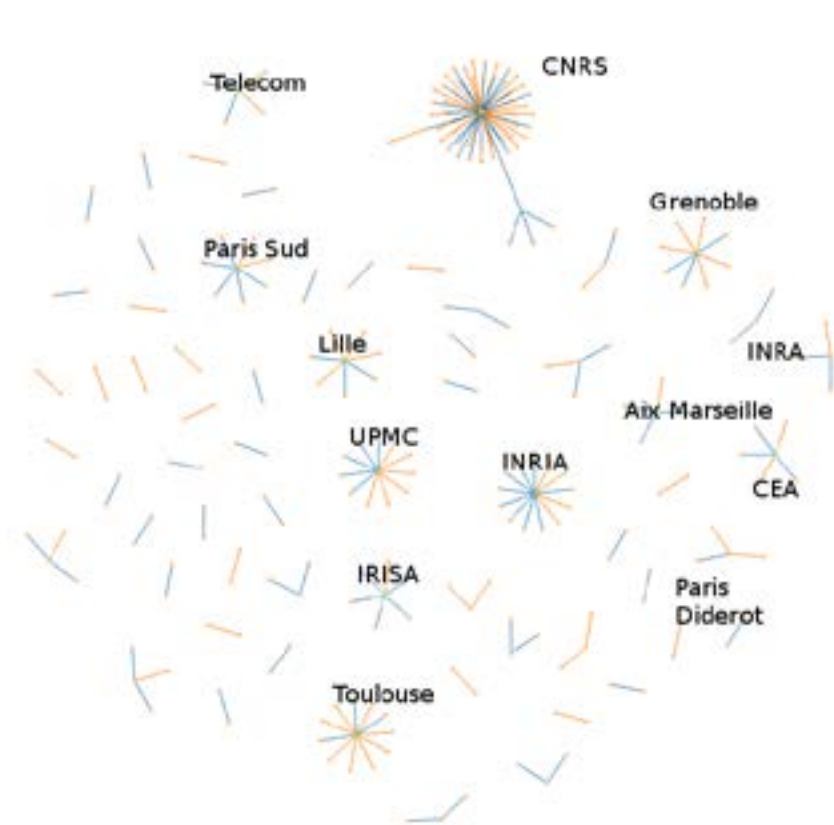 CNRS
Telecom
Grenoble
Paris Sud
Lille
INRA
Aix Marseille
UPMC
INRIA
CEA
IRISA
Paris
Diderot
Toulouse